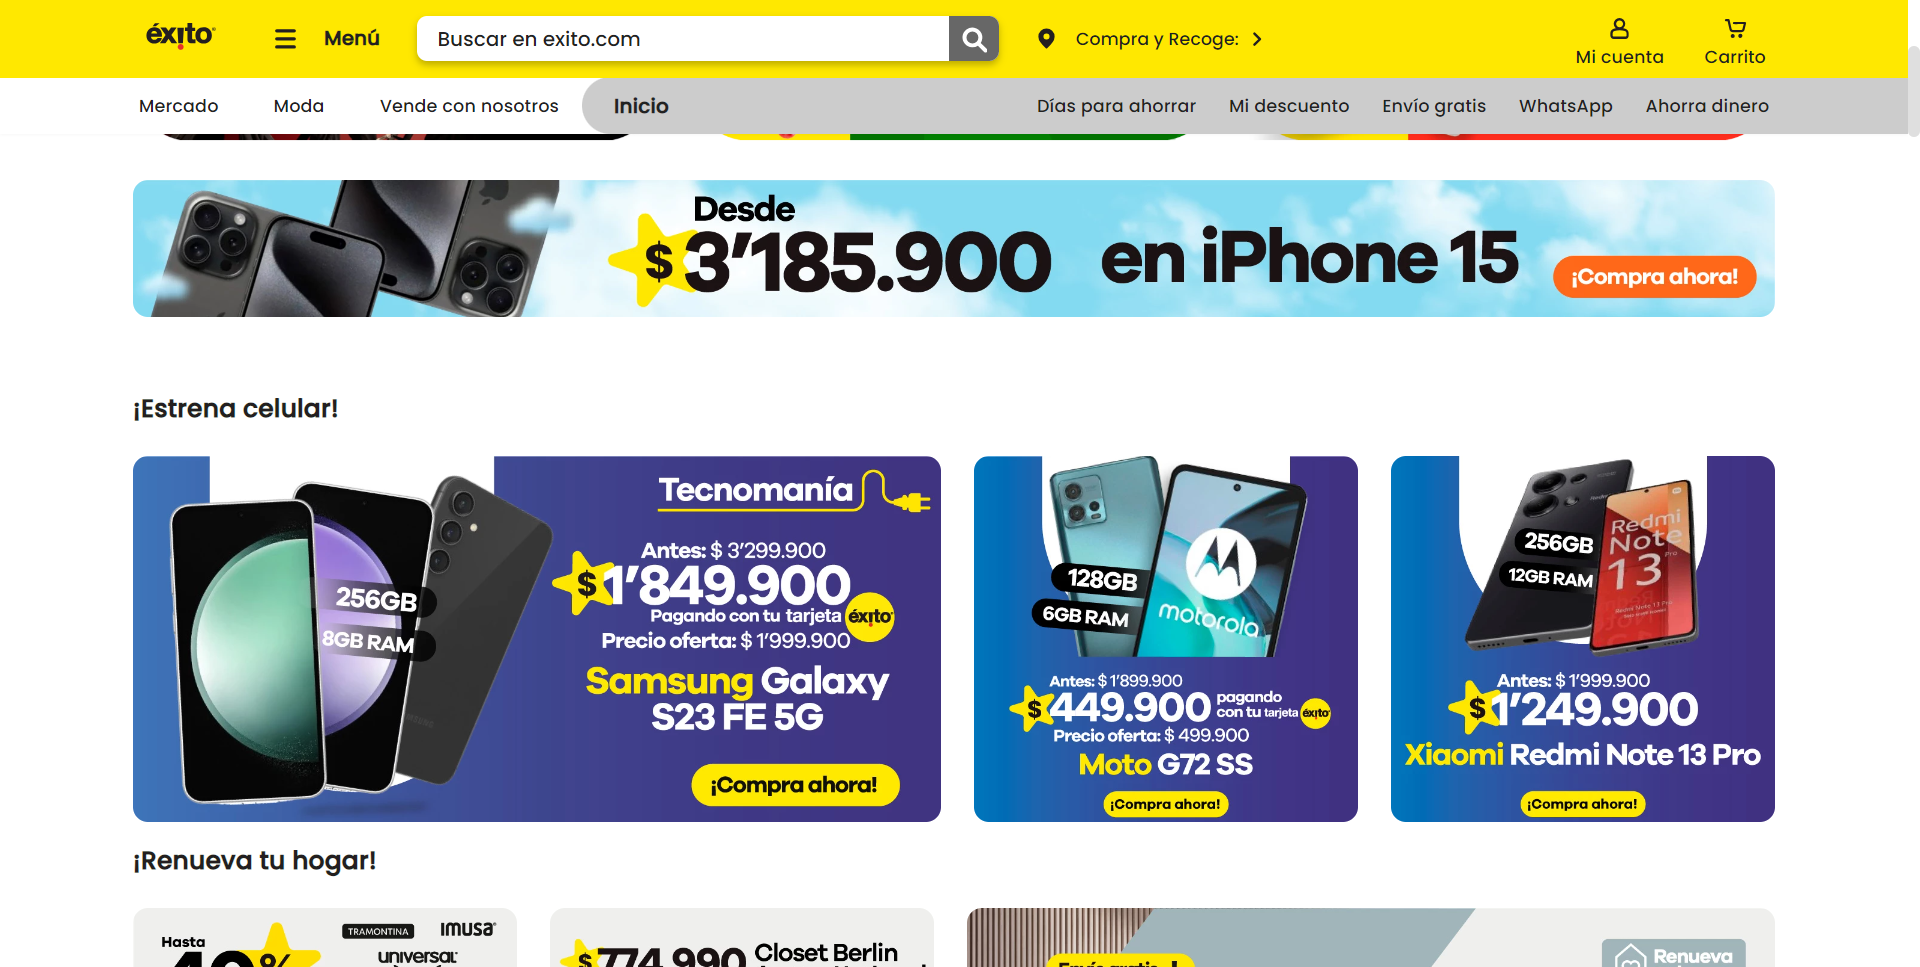 éxito
Menú
Buscar en exito.com
Compra y Recoge:
Mi cuenta
Carrito
Mercado
Moda
Vende con nosotros
Inicio
Días para ahorrar
Mi descuento
Envío gratis
WhatsApp
Ahorra dinero
Desde
$ 3'185.900 en iPhone 15
¡Compra ahora!
¡Estrena celular!
256GB
8GB RAM
Tecnomanía
Antes: $ 3'299.900
$ 1'849.900
Pagando con tu tarjeta éxito
Precio oferta: $ 1'999.900
Samsung Galaxy
S23 FE 5G
¡Compra ahora!
128GB
6GB RAM
motorola
Antes: $ 1'899.900
$ 449.900 pagando
con tu tarjeta éxito
Precio oferta: $ 499.900
Moto G72 SS
¡Compra ahora!
256GB
12GB RAM
Redmi
Note
13 Pro
Redmi Note 13 Pro
Antes: $ 1'999.900
$ 1'249.900
Xiaomi Redmi Note 13 Pro
¡Compra ahora!
¡Renueva tu hogar!
Hasta
TRAMONTINA
IMUSA
universal
$ 774.990 Closet Berlin
Envío gratis
Renueva